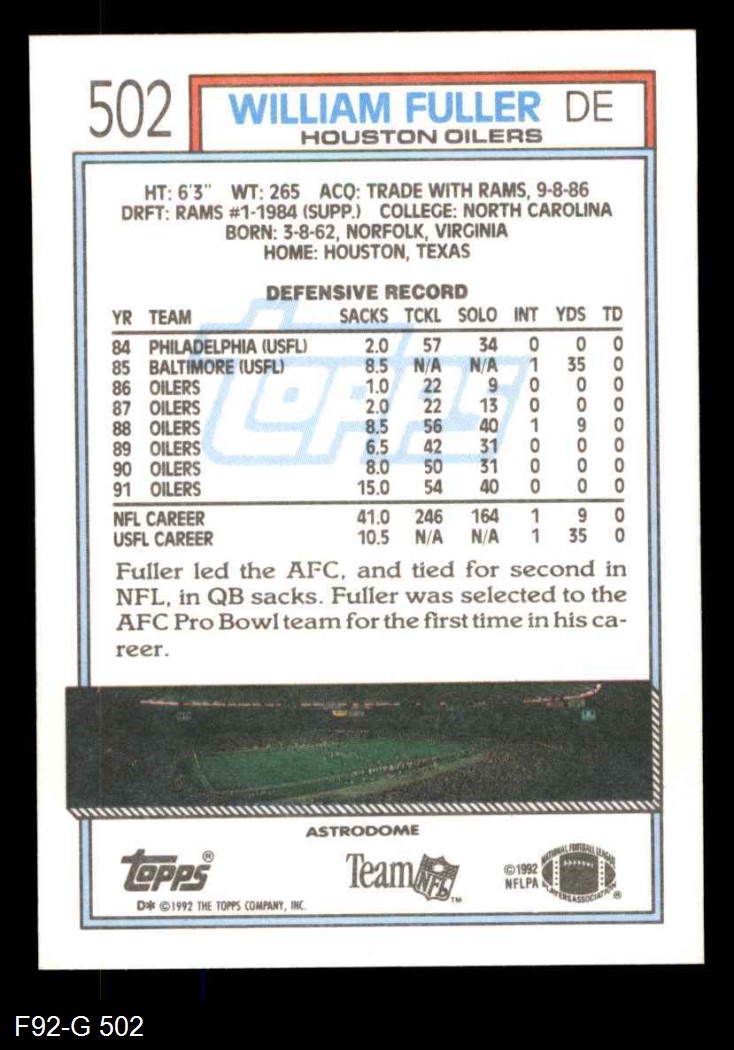 502 WILLIAM FULLER DE
HOUSTON OILERS
HT: 6'3" WT: 265 ACQ: TRADE WITH RAMS, 9-8-86
DRFT: RAMS #1-1984 (SUPP.) COLLEGE: NORTH CAROLINA
BORN: 3-8-62, NORFOLK, VIRGINIA
HOME: HOUSTON, TEXAS
DEFENSIVE RECORD
YR TEAM SACKS TCKL SOLO INT YDS TD
84 PHILADELPHIA (USFL) 2.0 57 34 0 0 0
85 BALTIMORE (USFL) 8.5 N/A N/A 1 35 0
86 OILERS 1.0 22 9 0 0 0
87 OILERS 2.0 22 13 0 0 0
88 OILERS 8.5 56 40 1 9 0
89 OILERS 6.5 42 31 0 0 0
90 OILERS 8.0 50 31 0 0 0
91 OILERS 15.0 54 40 0 0 0
NFL CAREER 41.0 246 164 1 9 0
USFL CAREER 10.5 N/A N/A 1 35 0
topps
Fuller led the AFC, and tied for second in
NFL, in QB sacks. Fuller was selected to the
AFC Pro Bowl team for the first time in his ca-
reer.
ASTRODOME
topps®
Team NFL™
©1992
NFLPA
NATIONAL FOOTBALL LEAGUE
PLAYERS ASSOCIATION®
D* ©1992 THE TOPPS COMPANY, INC.
F92-G 502